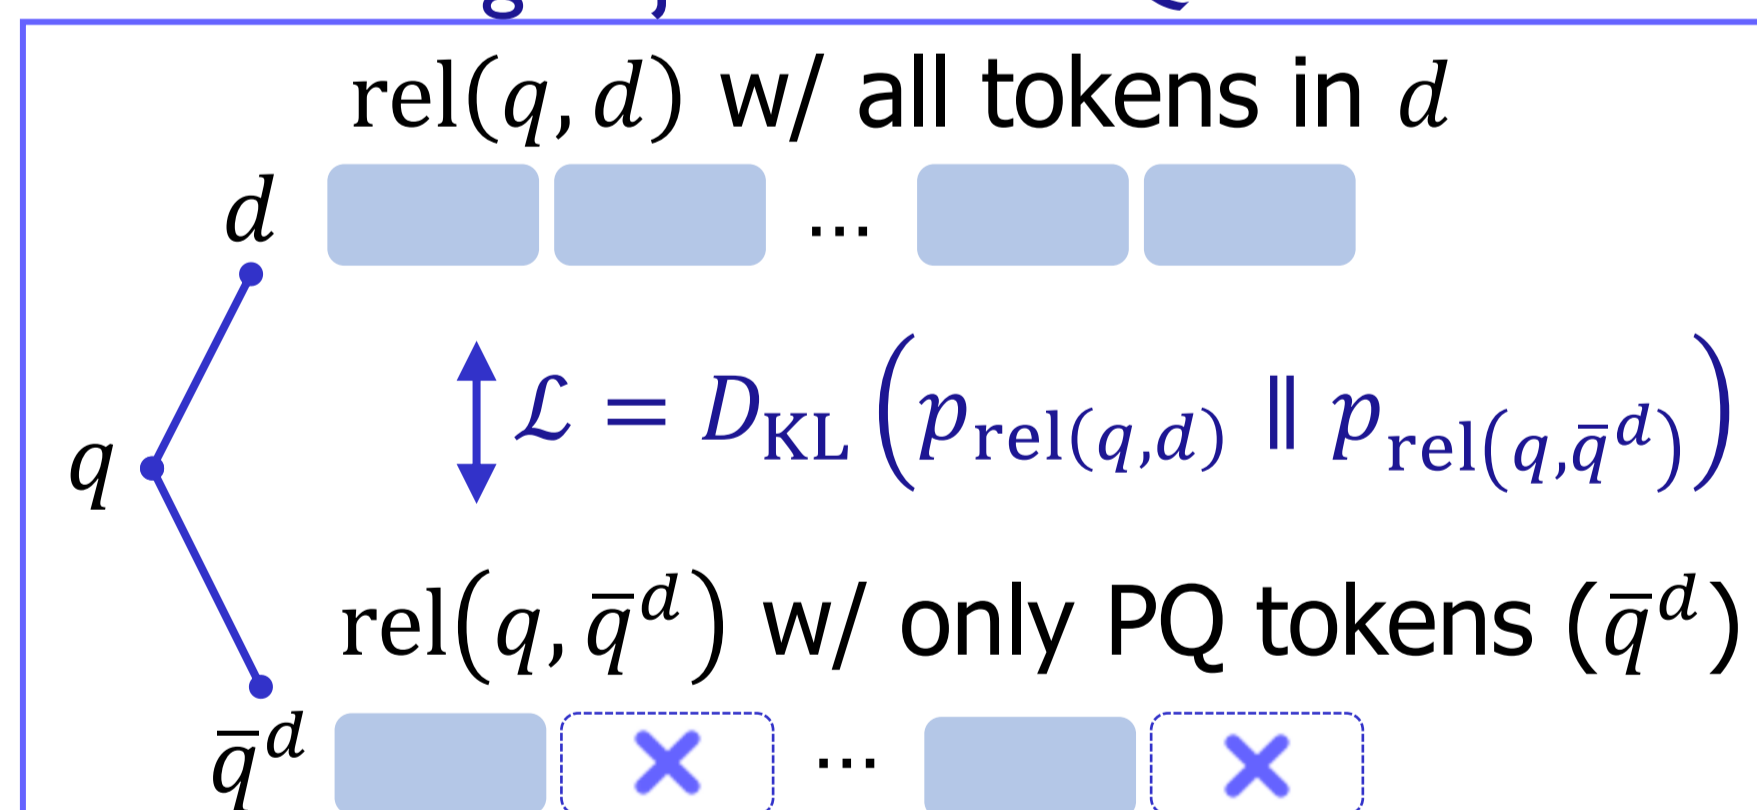 rel(q, d) w/ all tokens in d
d ...
ℒ = D_KL (p_rel(q,d) ∥ p_rel(q,q̄^d))
q
rel(q, q̄^d) w/ only PQ tokens (q̄^d)
q̄^d ...